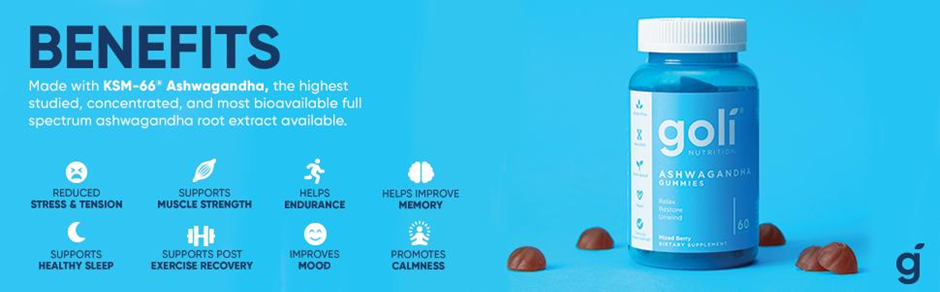 BENEFITS
Made with KSM-66® Ashwagandha, the highest
studied, concentrated, and most bioavailable full
spectrum ashwagandha root extract available.
REDUCED
STRESS & TENSION
SUPPORTS
MUSCLE STRENGTH
HELPS
ENDURANCE
HELPS IMPROVE
MEMORY
SUPPORTS
HEALTHY SLEEP
SUPPORTS POST
EXERCISE RECOVERY
IMPROVES
MOOD
PROMOTES
CALMNESS
goli®
NUTRITION
ASHWAGANDHA
GUMMIES
Relax
Restore
Unwind
60
Mixed Berry
DIETARY SUPPLEMENT
g